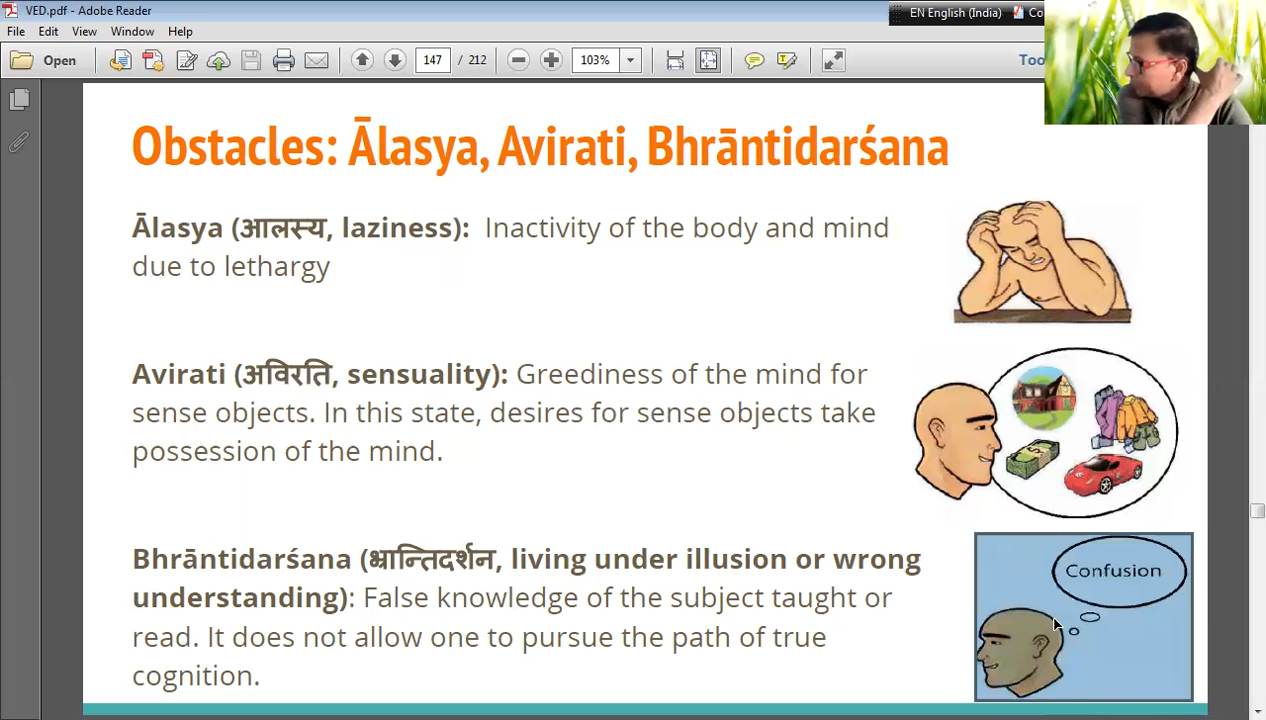 VED.pdf - Adobe Reader
EN English (India)
Co
File Edit View Window Help
Open
147 / 212
103%
Too
Obstacles: Ālasya, Avirati, Bhrāntidarśana
Ālasya (आलस्य, laziness): Inactivity of the body and mind
due to lethargy
Avirati (अविरति, sensuality): Greediness of the mind for
sense objects. In this state, desires for sense objects take
possession of the mind.
Bhrāntidarśana (भ्रान्तिदर्शन, living under illusion or wrong
understanding): False knowledge of the subject taught or
read. It does not allow one to pursue the path of true
cognition.
Confusion